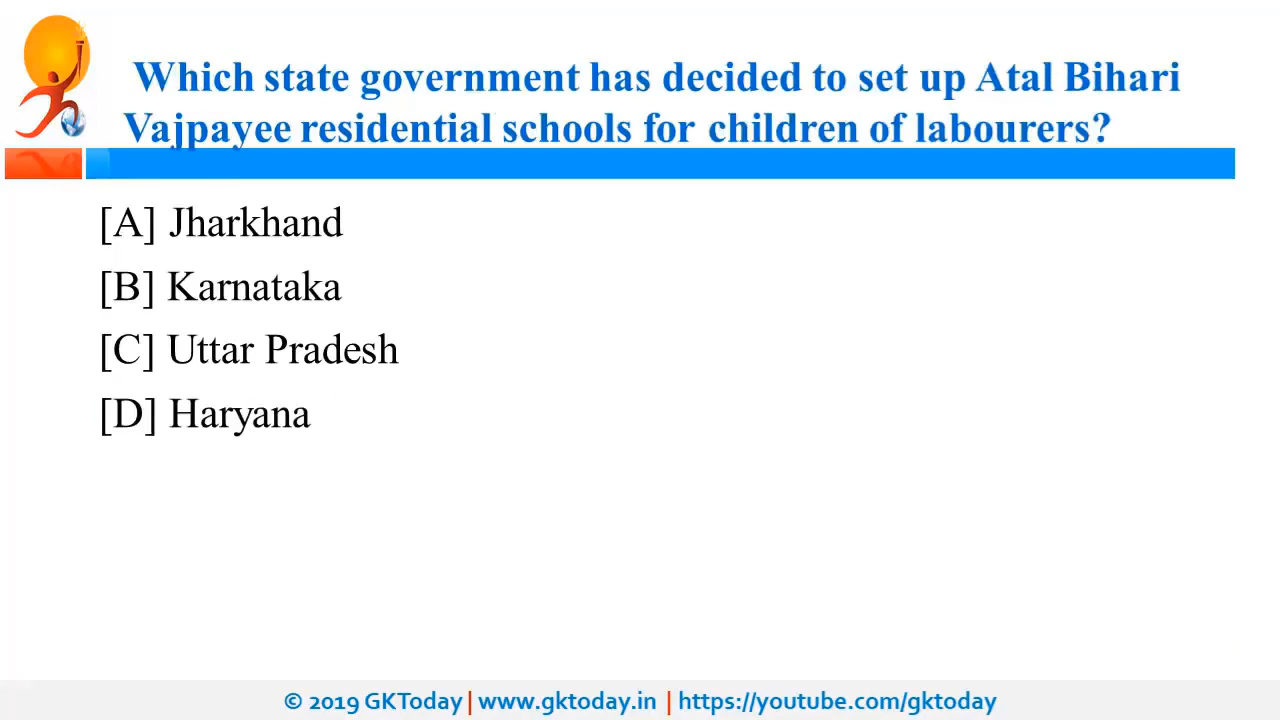 Which state government has decided to set up Atal Bihari
Vajpayee residential schools for children of labourers?
[A] Jharkhand
[B] Karnataka
[C] Uttar Pradesh
[D] Haryana
© 2019 GKToday | www.gktoday.in | https://youtube.com/gktoday